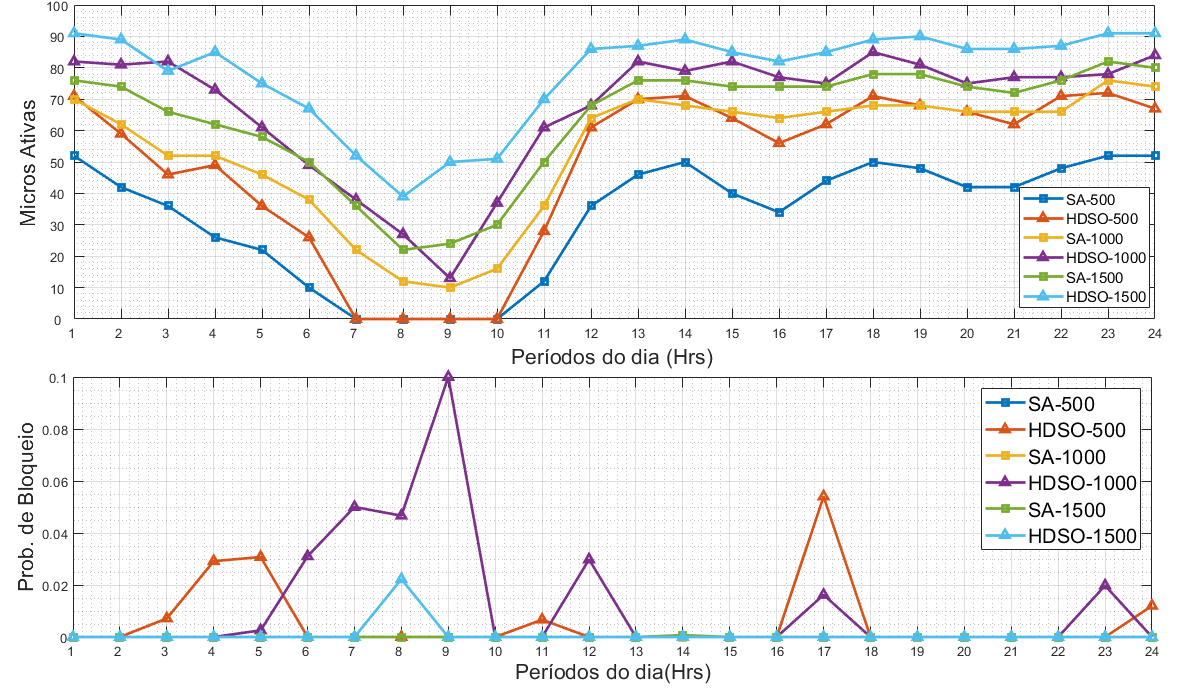 100
90
80
70
60
50
40
30
20
10
0
Micros Ativas
SA-500
HDSO-500
SA-1000
HDSO-1000
SA-1500
HDSO-1500
1 2 3 4 5 6 7 8 9 10 11 12 13 14 15 16 17 18 19 20 21 22 23 24
Períodos do dia (Hrs)
0.1
0.08
0.06
0.04
0.02
0
Prob. de Bloqueio
SA-500
HDSO-500
SA-1000
HDSO-1000
SA-1500
HDSO-1500
1 2 3 4 5 6 7 8 9 10 11 12 13 14 15 16 17 18 19 20 21 22 23 24
Períodos do dia(Hrs)